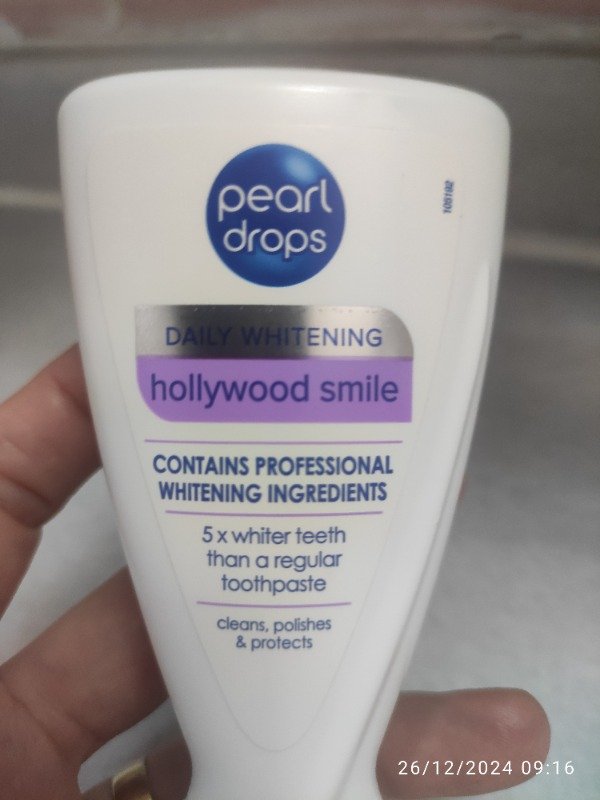 pearl
drops
105192
DAILY WHITENING
hollywood smile
CONTAINS PROFESSIONAL
WHITENING INGREDIENTS
5 x whiter teeth
than a regular
toothpaste
cleans, polishes
& protects
26/12/2024 09:16